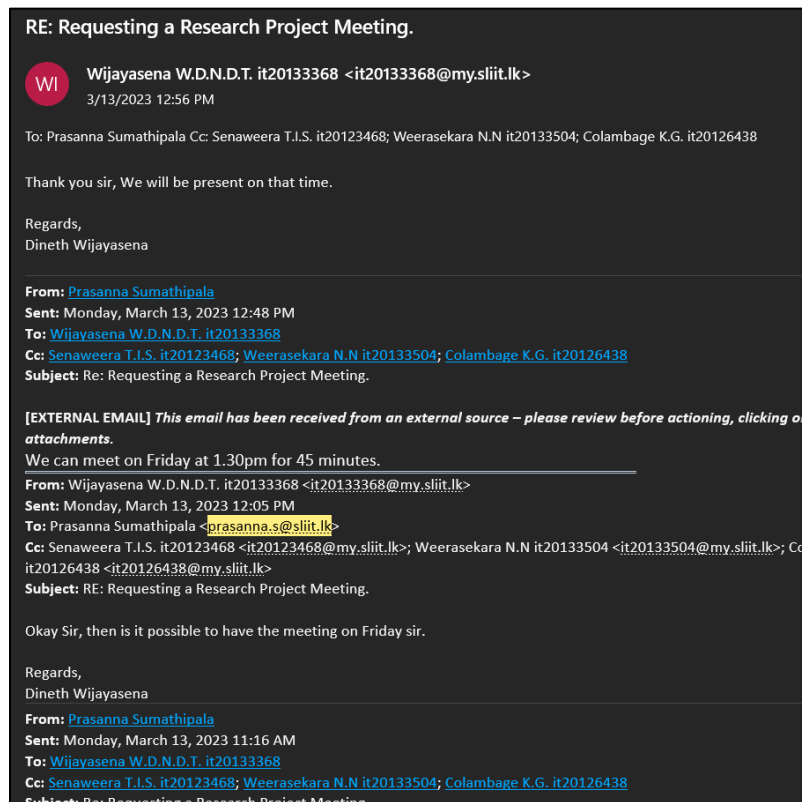 RE: Requesting a Research Project Meeting.
WI
Wijayasena W.D.N.D.T. it20133368 <it20133368@my.sliit.lk>
3/13/2023 12:56 PM
To: Prasanna Sumathipala Cc: Senaweera T.I.S. it20123468; Weerasekara N.N it20133504; Colambage K.G. it20126438
Thank you sir, We will be present on that time.
Regards,
Dineth Wijayasena
From: Prasanna Sumathipala
Sent: Monday, March 13, 2023 12:48 PM
To: Wijayasena W.D.N.D.T. it20133368
Cc: Senaweera T.I.S. it20123468; Weerasekara N.N it20133504; Colambage K.G. it20126438
Subject: Re: Requesting a Research Project Meeting.
[EXTERNAL EMAIL] This email has been received from an external source – please review before actioning, clicking
attachments.
We can meet on Friday at 1.30pm for 45 minutes.
From: Wijayasena W.D.N.D.T. it20133368 <it20133368@my.sliit.lk>
Sent: Monday, March 13, 2023 12:05 PM
To: Prasanna Sumathipala <prasanna.s@sliit.lk>
Cc: Senaweera T.I.S. it20123468 <it20123468@my.sliit.lk>; Weerasekara N.N it20133504 <it20133504@my.sliit.lk>;
it20126438 <it20126438@my.sliit.lk>
Subject: RE: Requesting a Research Project Meeting.
Okay Sir, then is it possible to have the meeting on Friday sir.
Regards,
Dineth Wijayasena
From: Prasanna Sumathipala
Sent: Monday, March 13, 2023 11:16 AM
To: Wijayasena W.D.N.D.T. it20133368
Cc: Senaweera T.I.S. it20123468; Weerasekara N.N it20133504; Colambage K.G. it20126438
Subject: Re: Requesting a Research Project Meeting.